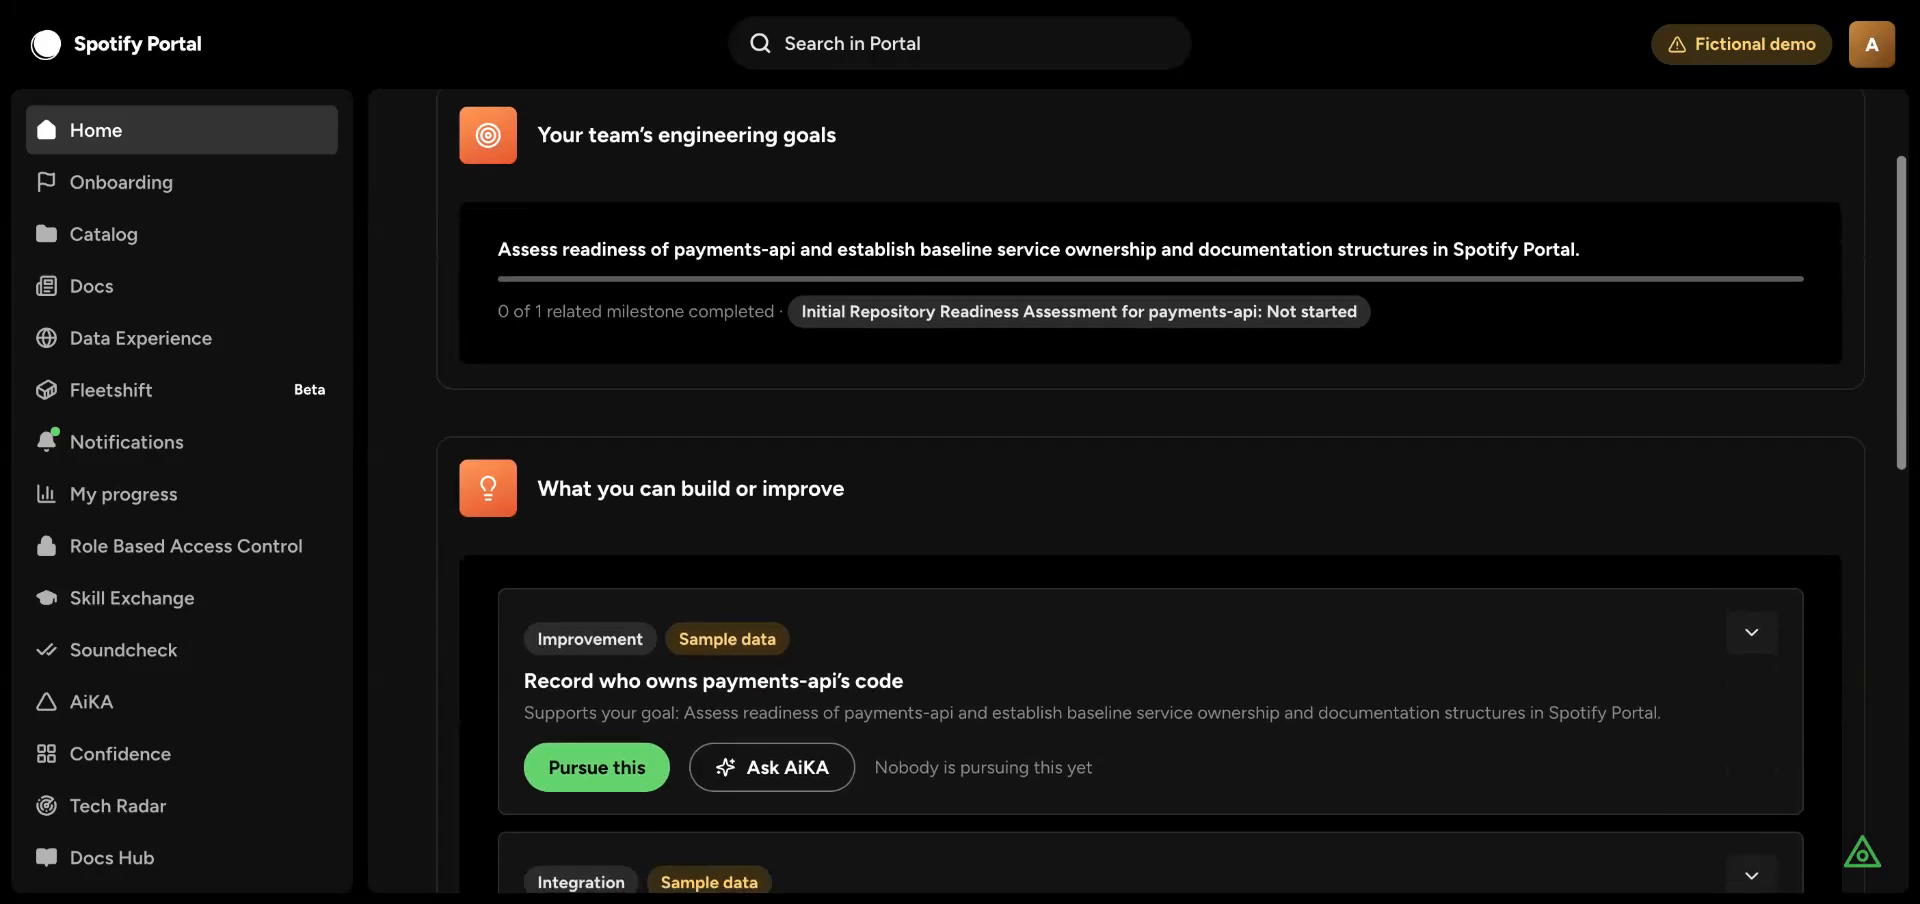 Spotify Portal
Search in Portal
Fictional demo
A
Home
Onboarding
Catalog
Docs
Data Experience
Fleetshift
Beta
Notifications
My progress
Role Based Access Control
Skill Exchange
Soundcheck
AiKA
Confidence
Tech Radar
Docs Hub
Your team’s engineering goals
Assess readiness of payments-api and establish baseline service ownership and documentation structures in Spotify Portal.
0 of 1 related milestone completed · Initial Repository Readiness Assessment for payments-api: Not started
What you can build or improve
Improvement
Sample data
Record who owns payments-api’s code
Supports your goal: Assess readiness of payments-api and establish baseline service ownership and documentation structures in Spotify Portal.
Pursue this
Ask AiKA
Nobody is pursuing this yet
Integration
Sample data